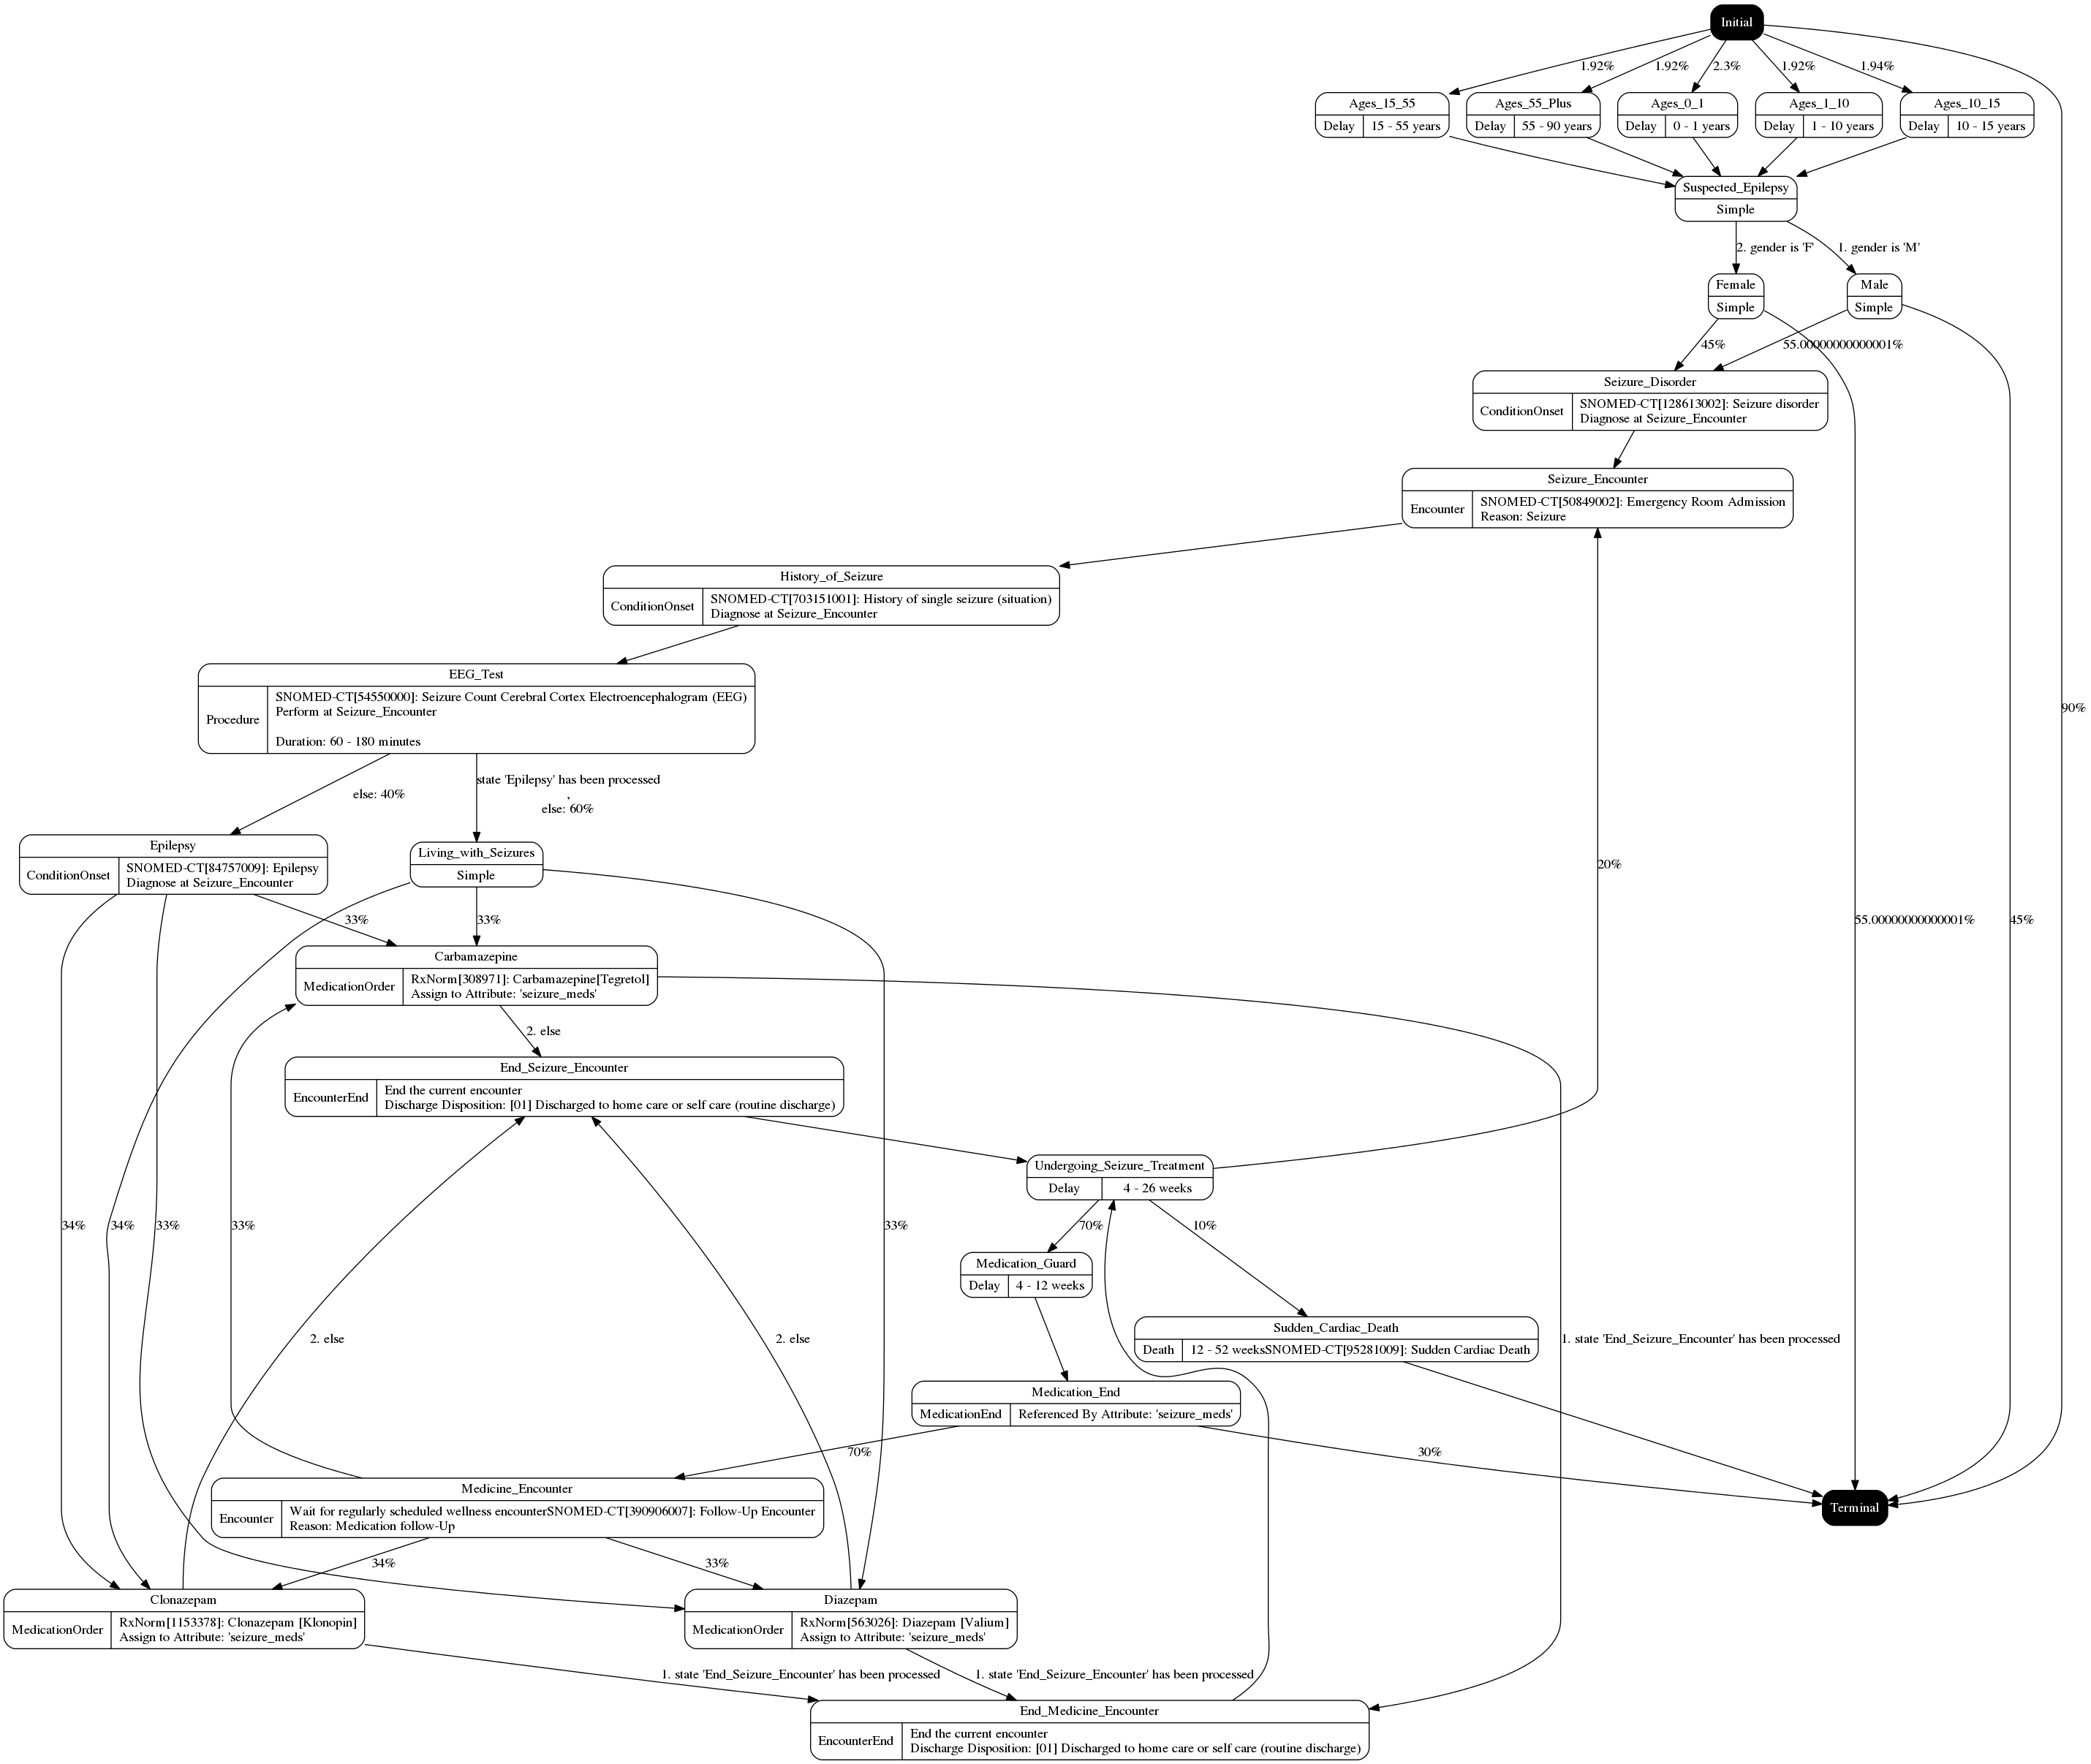 Initial
1.92%
1.92%
2.3%
1.92%
1.94%
Ages_15_55
Delay
15 - 55 years
Ages_55_Plus
Delay
55 - 90 years
Ages_0_1
Delay
0 - 1 years
Ages_1_10
Delay
1 - 10 years
Ages_10_15
Delay
10 - 15 years
Suspected_Epilepsy
Simple
2. gender is 'F'
1. gender is 'M'
Female
Simple
Male
Simple
45%
55.00000000000001%
Seizure_Disorder
ConditionOnset
SNOMED-CT[128613002]: Seizure disorder
Diagnose at Seizure_Encounter
Seizure_Encounter
Encounter
SNOMED-CT[50849002]: Emergency Room Admission
Reason: Seizure
History_of_Seizure
ConditionOnset
SNOMED-CT[703151001]: History of single seizure (situation)
Diagnose at Seizure_Encounter
EEG_Test
Procedure
SNOMED-CT[54550000]: Seizure Count Cerebral Cortex Electroencephalogram (EEG)
Perform at Seizure_Encounter
Duration: 60 - 180 minutes
90%
else: 40%
state 'Epilepsy' has been processed
,
else: 60%
Epilepsy
ConditionOnset
SNOMED-CT[84757009]: Epilepsy
Diagnose at Seizure_Encounter
Living_with_Seizures
Simple
20%
33%
33%
55.00000000000001%
45%
Carbamazepine
MedicationOrder
RxNorm[308971]: Carbamazepine[Tegretol]
Assign to Attribute: 'seizure_meds'
2. else
End_Seizure_Encounter
EncounterEnd
End the current encounter
Discharge Disposition: [01] Discharged to home care or self care (routine discharge)
Undergoing_Seizure_Treatment
Delay
4 - 26 weeks
34%
34%
33%
33%
33%
70%
10%
Medication_Guard
Delay
4 - 12 weeks
2. else
2. else
Sudden_Cardiac_Death
Death
12 - 52 weeksSNOMED-CT[95281009]: Sudden Cardiac Death
1. state 'End_Seizure_Encounter' has been processed
Medication_End
MedicationEnd
Referenced By Attribute: 'seizure_meds'
70%
30%
Medicine_Encounter
Encounter
Wait for regularly scheduled wellness encounterSNOMED-CT[390906007]: Follow-Up Encounter
Reason: Medication follow-Up
Terminal
34%
33%
Clonazepam
MedicationOrder
RxNorm[1153378]: Clonazepam [Klonopin]
Assign to Attribute: 'seizure_meds'
Diazepam
MedicationOrder
RxNorm[563026]: Diazepam [Valium]
Assign to Attribute: 'seizure_meds'
1. state 'End_Seizure_Encounter' has been processed
1. state 'End_Seizure_Encounter' has been processed
End_Medicine_Encounter
EncounterEnd
End the current encounter
Discharge Disposition: [01] Discharged to home care or self care (routine discharge)